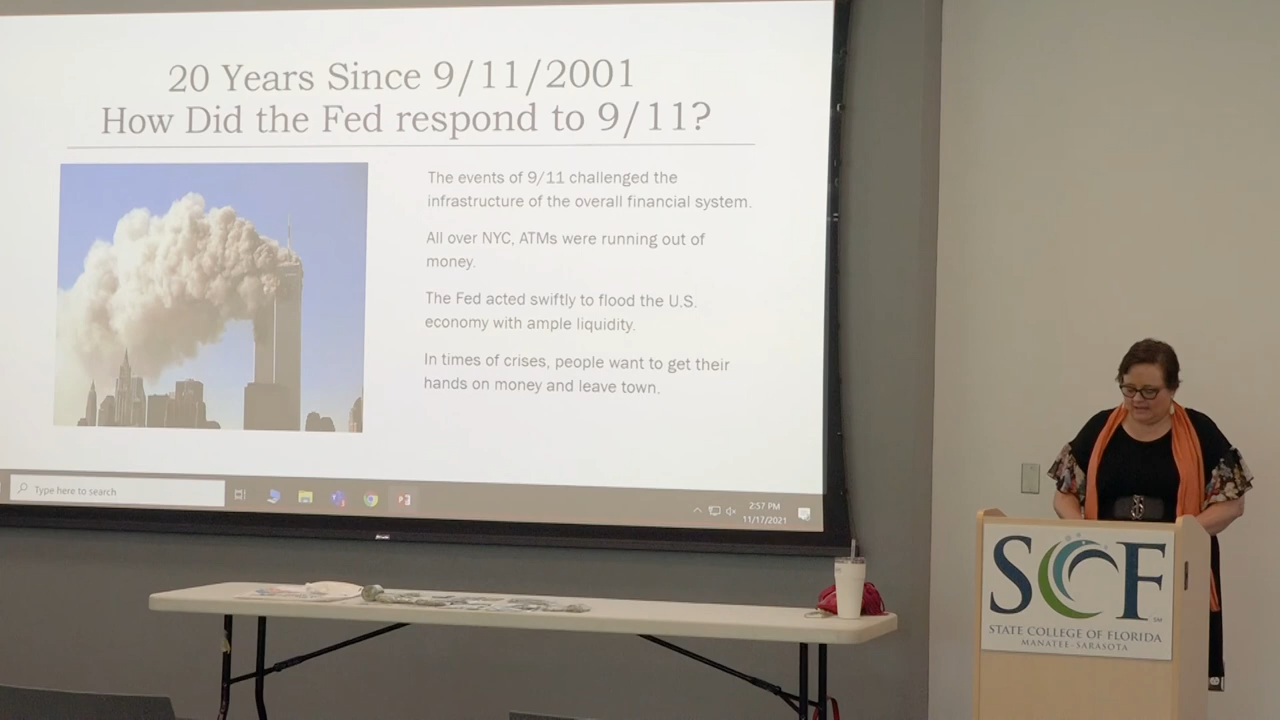 20 Years Since 9/11/2001
How Did the Fed respond to 9/11?
The events of 9/11 challenged the
infrastructure of the overall financial system.
All over NYC, ATMs were running out of
money.
The Fed acted swiftly to flood the U.S.
economy with ample liquidity.
In times of crises, people want to get their
hands on money and leave town.
Type here to search
2:57 PM
11/17/2021
SCF
SM
STATE COLLEGE OF FLORIDA
MANATEE-SARASOTA